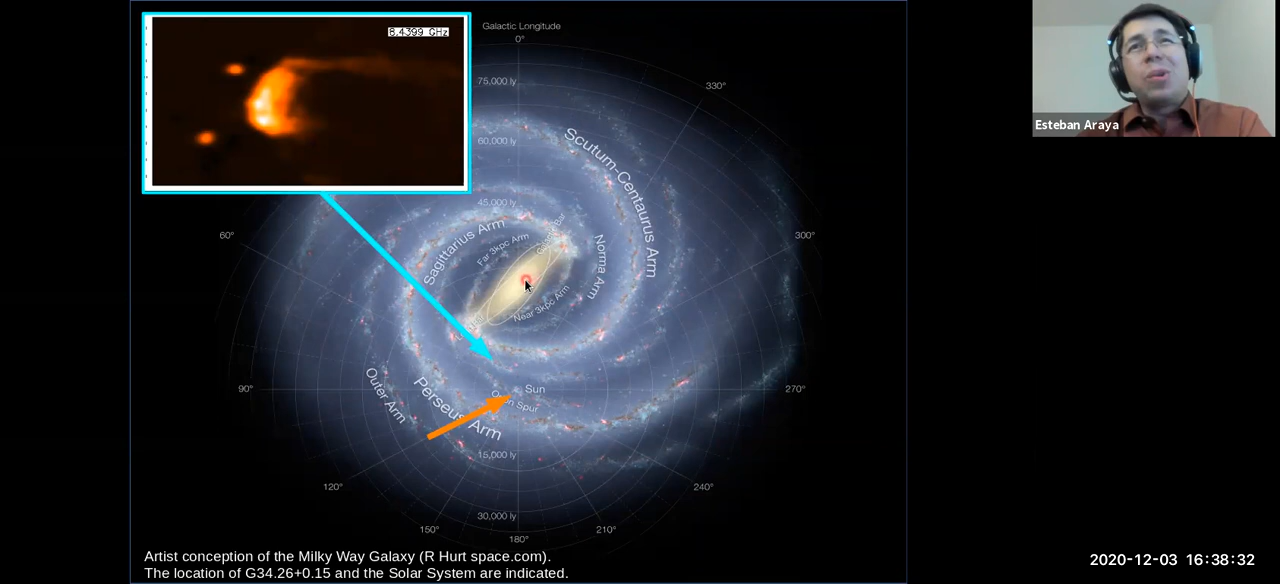 8.4399 GHz
Galactic Longitude
0°
330°
75,000 ly
60,000 ly
Scutum-Centaurus Arm
45,000 ly
60°
300°
Sagittarius Arm
Far 3kpc Arm
Norma Arm
Near 3kpc Arm
Outer Arm
Perseus Arm
90°
Sun
270°
Spur
15,000 ly
120°
240°
30,000 ly
150°
210°
180°
Artist conception of the Milky Way Galaxy (R Hurt space.com).
The location of G34.26+0.15 and the Solar System are indicated.
Esteban Araya
2020-12-03 16:38:32